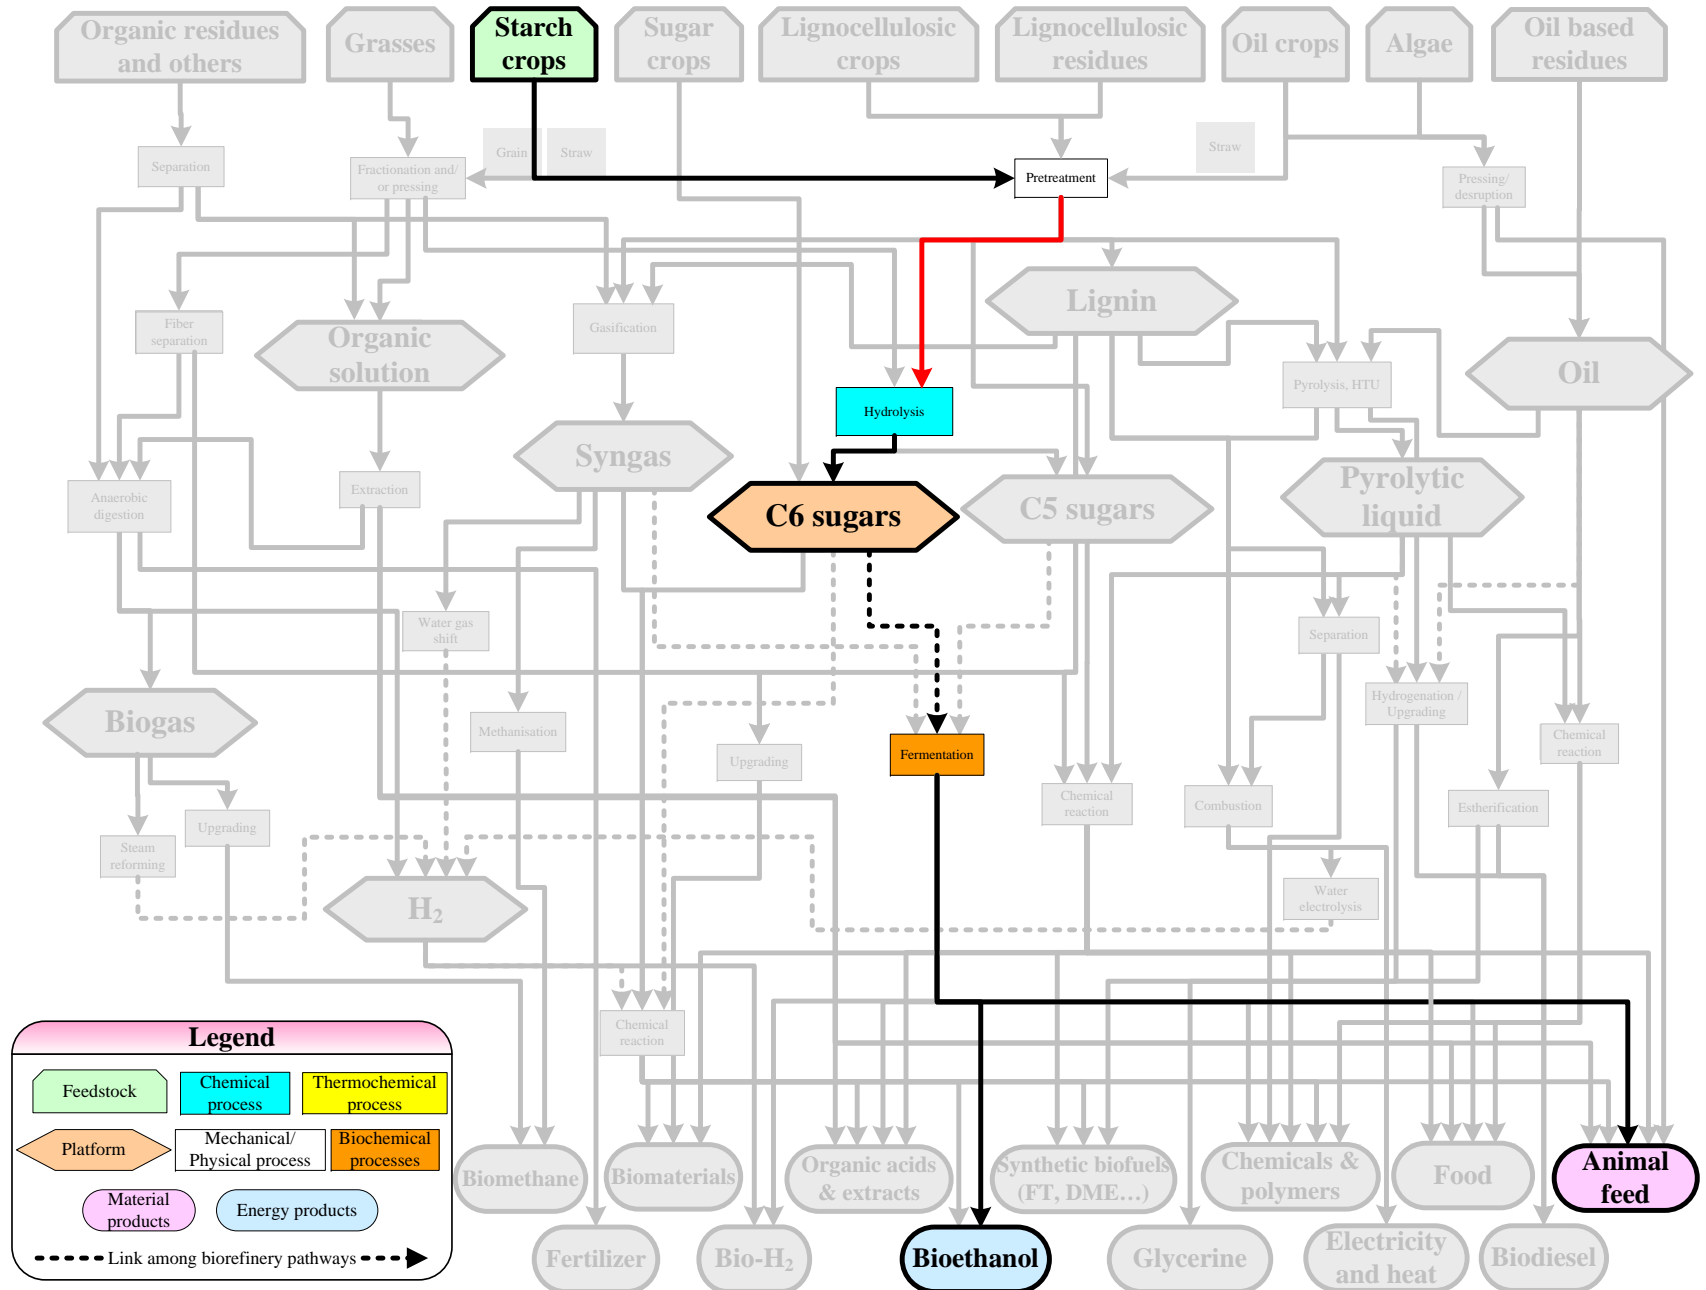 Organic residues
and others
Grasses
Starch
crops
Sugar
crops
Lignocellulosic
crops
Lignocellulosic
residues
Oil crops
Algae
Oil based
residues
Grain
Straw
Straw
Separation
Fractionation and/
or pressing
Pretreatment
Pressing/
desruption
Lignin
Fiber
separation
Organic
solution
Gasification
Pyrolysis, HTU
Oil
Hydrolysis
Syngas
Anaerobic
digestion
Extraction
C6 sugars
C5 sugars
Pyrolytic
liquid
Water gas
shift
Separation
Biogas
Methanisation
Hydrogenation /
Upgrading
Fermentation
Upgrading
Chemical
reaction
Chemical
reaction
Combustion
Estherification
Upgrading
Steam
reforming
H2
Water
electrolysis
Chemical
reaction
Legend
Feedstock
Chemical
process
Thermochemical
process
Platform
Mechanical/
Physical process
Biochemical
processes
Material
products
Energy products
Link among biorefinery pathways
Biomethane
Biomaterials
Organic acids
& extracts
Synthetic biofuels
(FT, DME…)
Chemicals &
polymers
Food
Animal
feed
Fertilizer
Bio-H2
Bioethanol
Glycerine
Electricity
and heat
Biodiesel